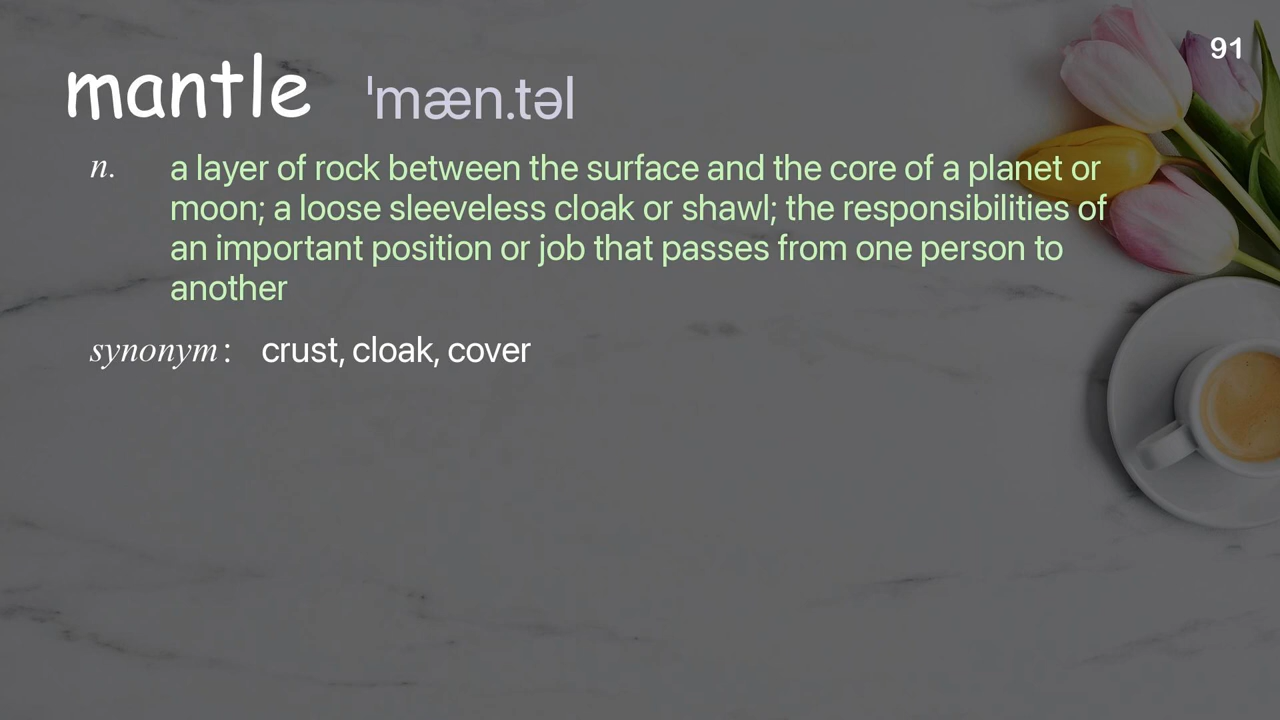 91
mantle ˈmæn.təl
n. a layer of rock between the surface and the core of a planet or
moon; a loose sleeveless cloak or shawl; the responsibilities of
an important position or job that passes from one person to
another
synonym: crust, cloak, cover